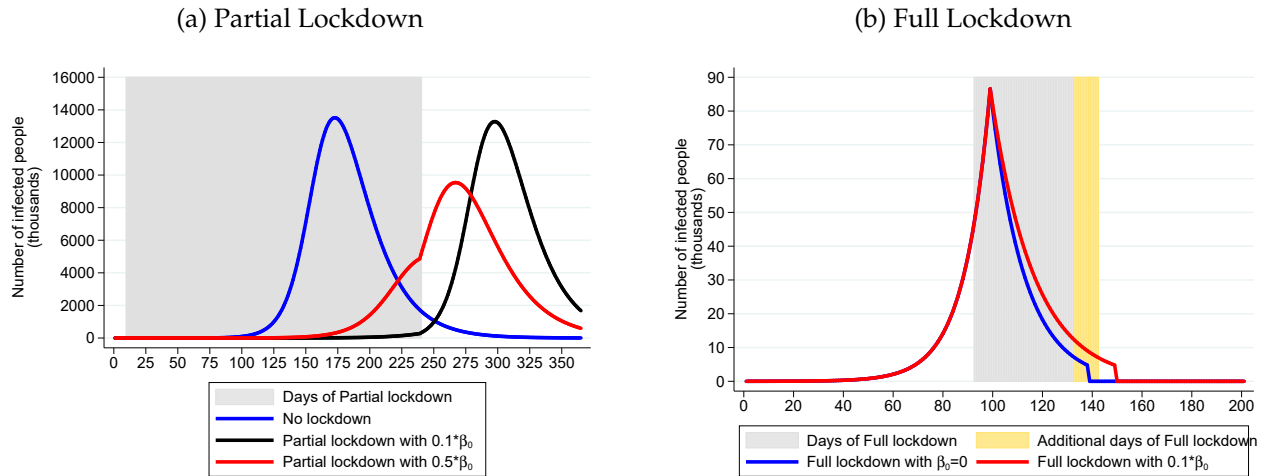 (a) Partial Lockdown
Number of infected people
(thousands)
16000
14000
12000
10000
8000
6000
4000
2000
0
0 25 50 75 100 125 150 175 200 225 250 275 300 325 350
Days of Partial lockdown
No lockdown
Partial lockdown with 0.1*β₀
Partial lockdown with 0.5*β₀
(b) Full Lockdown
Number of infected people
(thousands)
90
80
70
60
50
40
30
20
10
0
0 20 40 60 80 100 120 140 160 180 200
Days of Full lockdown Additional days of Full lockdown
Full lockdown with β₀=0 Full lockdown with 0.1*β₀